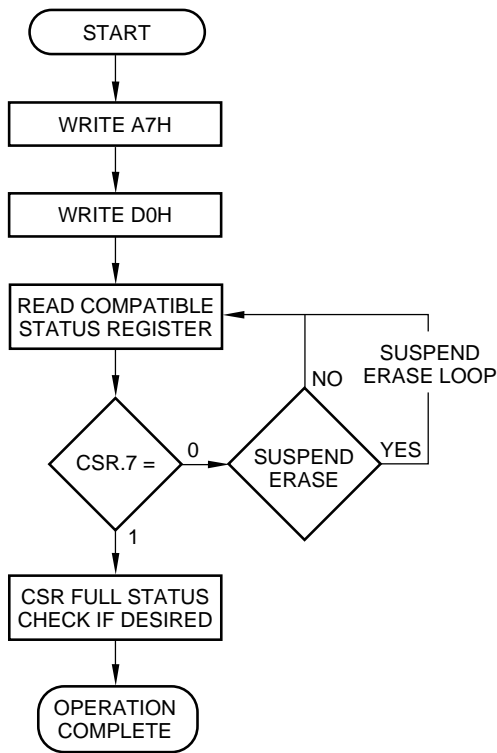 START
WRITE A7H
WRITE D0H
READ COMPATIBLE
STATUS REGISTER
SUSPEND
ERASE LOOP
NO
CSR.7 =
0
SUSPEND
ERASE
YES
1
CSR FULL STATUS
CHECK IF DESIRED
OPERATION
COMPLETE